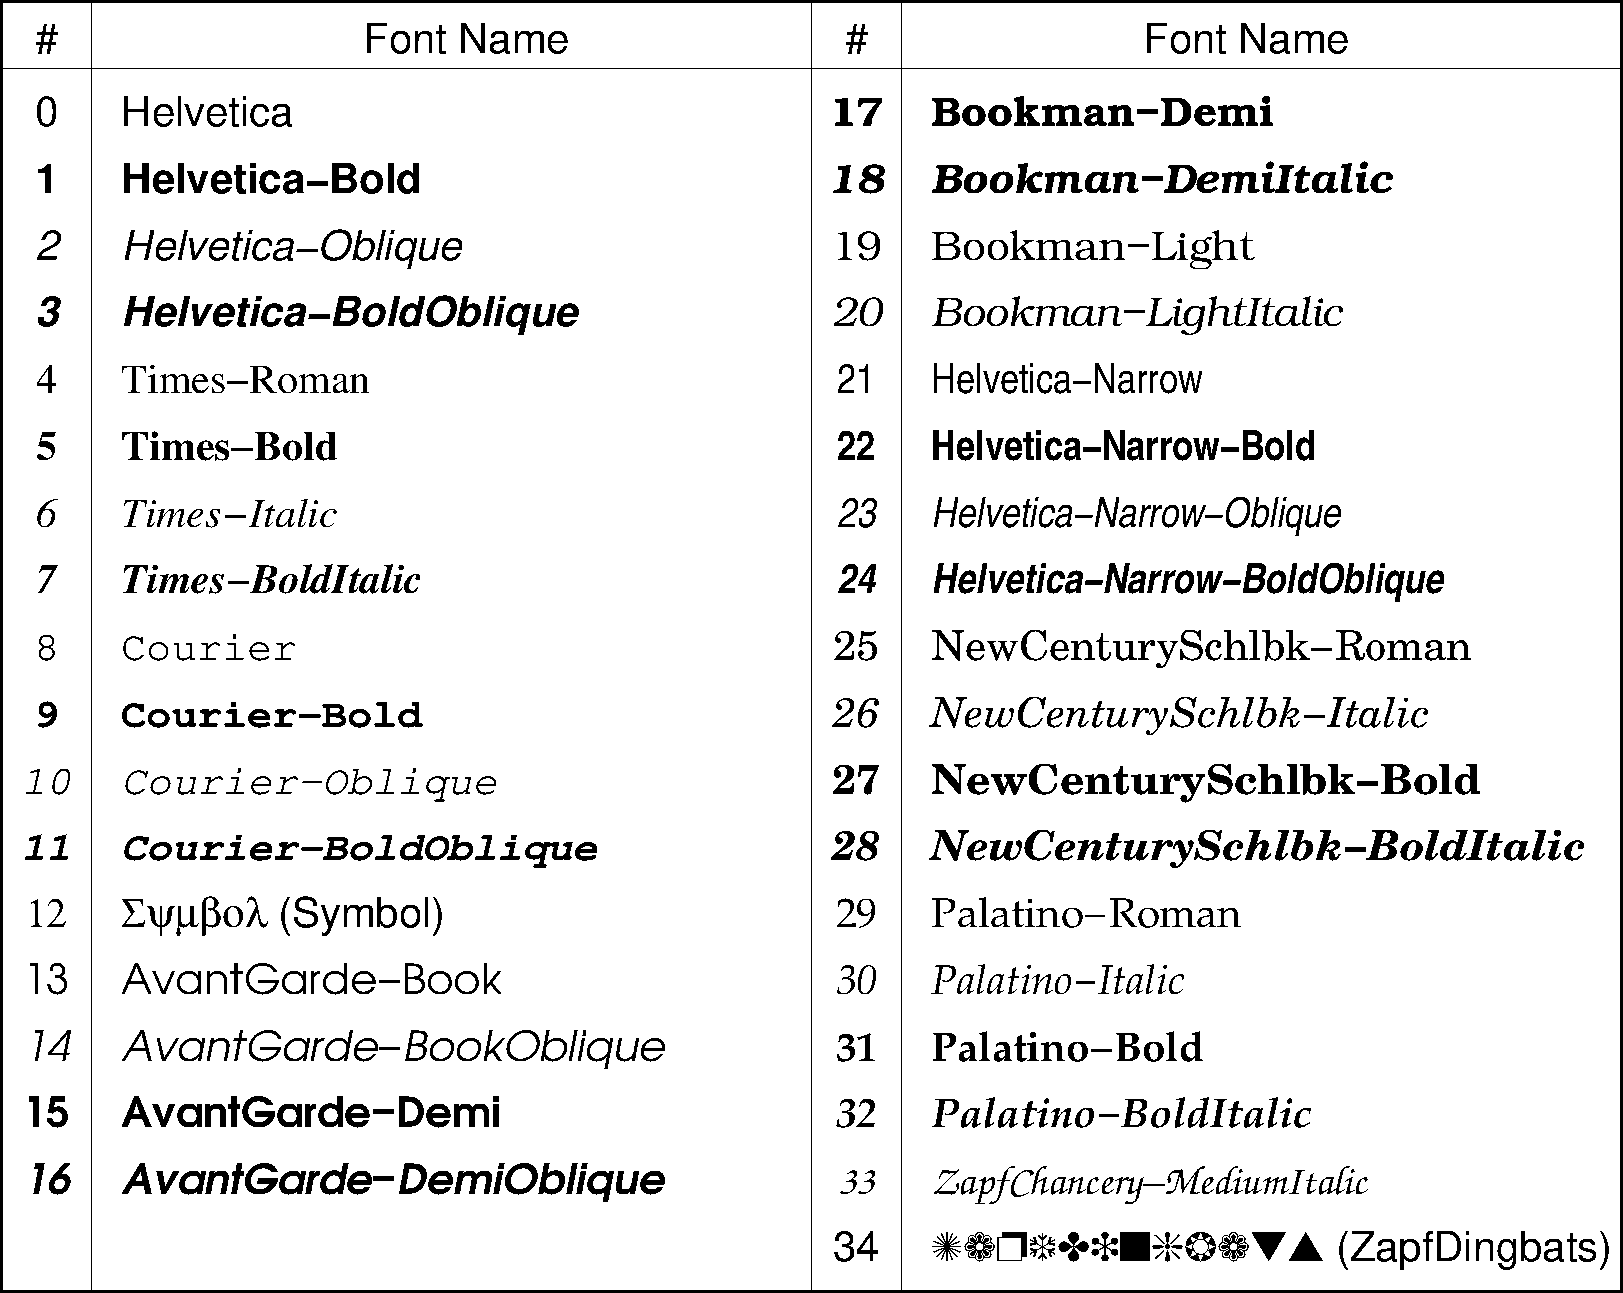 # Font Name
0 Helvetica
1 Helvetica–Bold
2 Helvetica–Oblique
3 Helvetica–BoldOblique
4 Times–Roman
5 Times–Bold
6 Times–Italic
7 Times–BoldItalic
8 Courier
9 Courier–Bold
10 Courier–Oblique
11 Courier–BoldOblique
12 Σψμβολ (Symbol)
13 AvantGarde–Book
14 AvantGarde–BookOblique
15 AvantGarde–Demi
16 AvantGarde–DemiOblique
# Font Name
17 Bookman–Demi
18 Bookman–DemiItalic
19 Bookman–Light
20 Bookman–LightItalic
21 Helvetica–Narrow
22 Helvetica–Narrow–Bold
23 Helvetica–Narrow–Oblique
24 Helvetica–Narrow–BoldOblique
25 NewCenturySchlbk–Roman
26 NewCenturySchlbk–Italic
27 NewCenturySchlbk–Bold
28 NewCenturySchlbk–BoldItalic
29 Palatino–Roman
30 Palatino–Italic
31 Palatino–Bold
32 Palatino–BoldItalic
33 ZapfChancery–MediumItalic
34 ✺❁❐❆✤❉■❇❂❁▼▲ (ZapfDingbats)